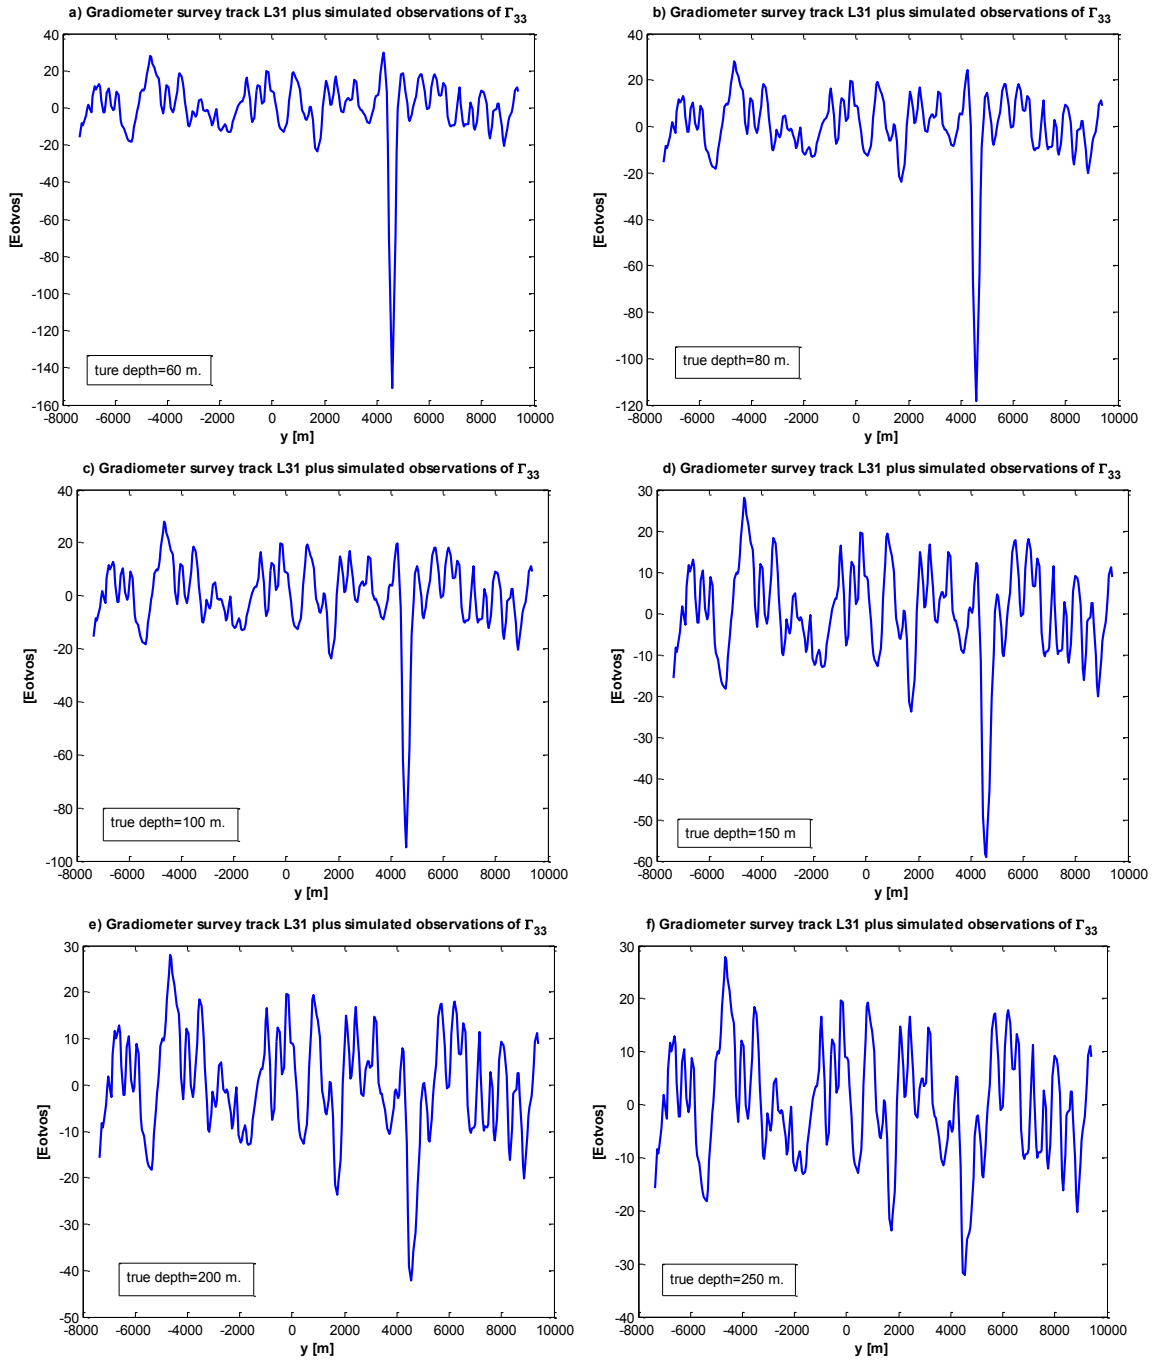 a) Gradiometer survey track L31 plus simulated observations of Γ33
40
20
0
-20
-40
-60
-80
-100
-120
-140
-160
[Eotvos]
ture depth=60 m.
-8000 -6000 -4000 -2000 0 2000 4000 6000 8000 10000
y [m]
b) Gradiometer survey track L31 plus simulated observations of Γ33
40
20
0
-20
-40
-60
-80
-100
-120
[Eotvos]
true depth=80 m.
-8000 -6000 -4000 -2000 0 2000 4000 6000 8000 10000
y [m]
c) Gradiometer survey track L31 plus simulated observations of Γ33
40
20
0
-20
-40
-60
-80
-100
[Eotvos]
true depth=100 m.
-8000 -6000 -4000 -2000 0 2000 4000 6000 8000 10000
y [m]
d) Gradiometer survey track L31 plus simulated observations of Γ33
30
20
10
0
-10
-20
-30
-40
-50
-60
[Eotvos]
true depth=150 m
-8000 -6000 -4000 -2000 0 2000 4000 6000 8000 10000
y [m]
e) Gradiometer survey track L31 plus simulated observations of Γ33
30
20
10
0
-10
-20
-30
-40
-50
[Eotvos]
true depth=200 m.
-8000 -6000 -4000 -2000 0 2000 4000 6000 8000 10000
y [m]
f) Gradiometer survey track L31 plus simulated observations of Γ33
30
20
10
0
-10
-20
-30
-40
[Eotvos]
true depth=250 m.
-8000 -6000 -4000 -2000 0 2000 4000 6000 8000 10000
y [m]